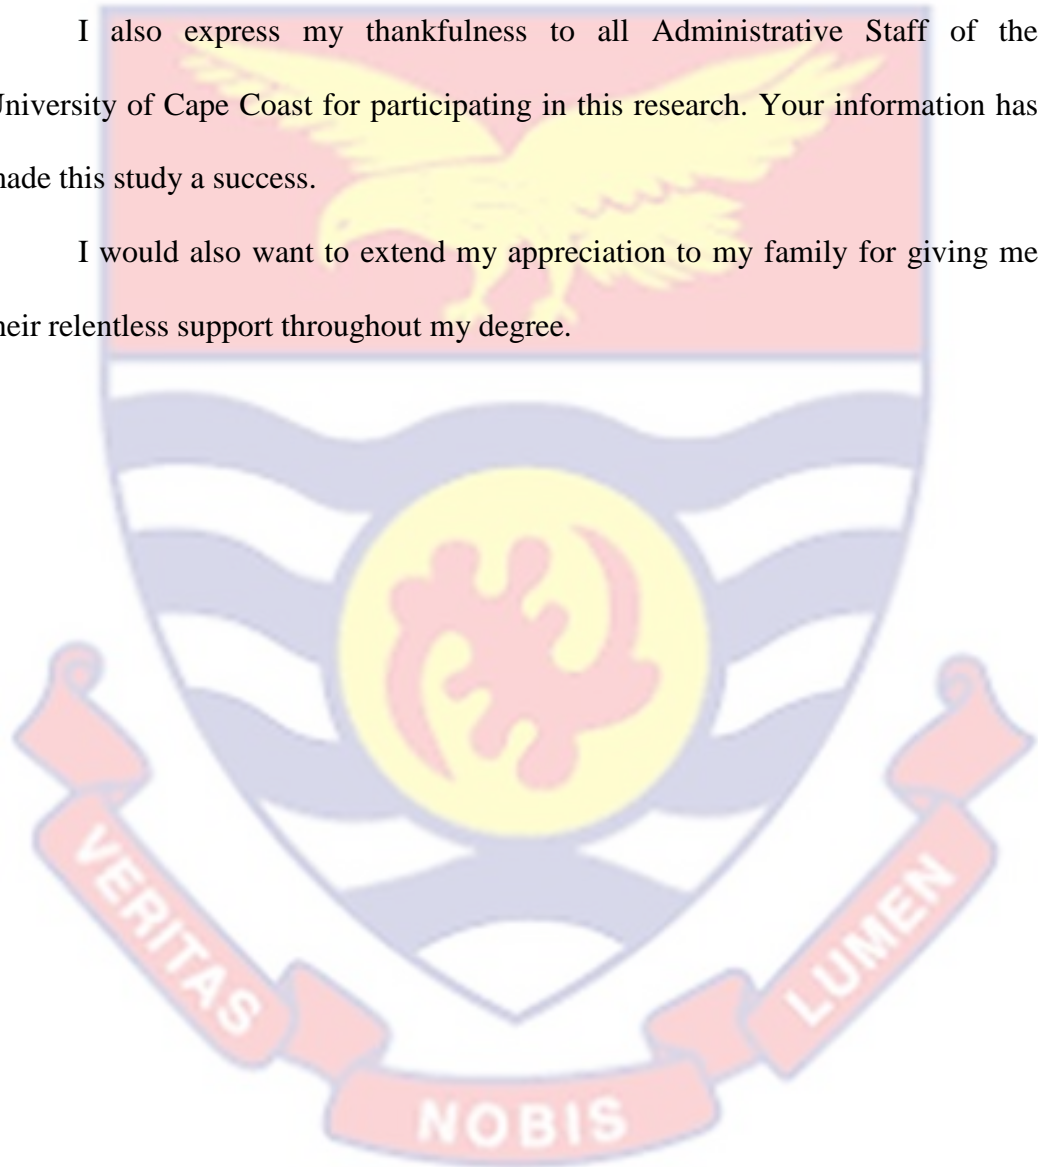 I also express my thankfulness to all Administrative Staff of the
University of Cape Coast for participating in this research. Your information has
made this study a success.
I would also want to extend my appreciation to my family for giving me
their relentless support throughout my degree.
VERITAS
NOBIS
LUMEN